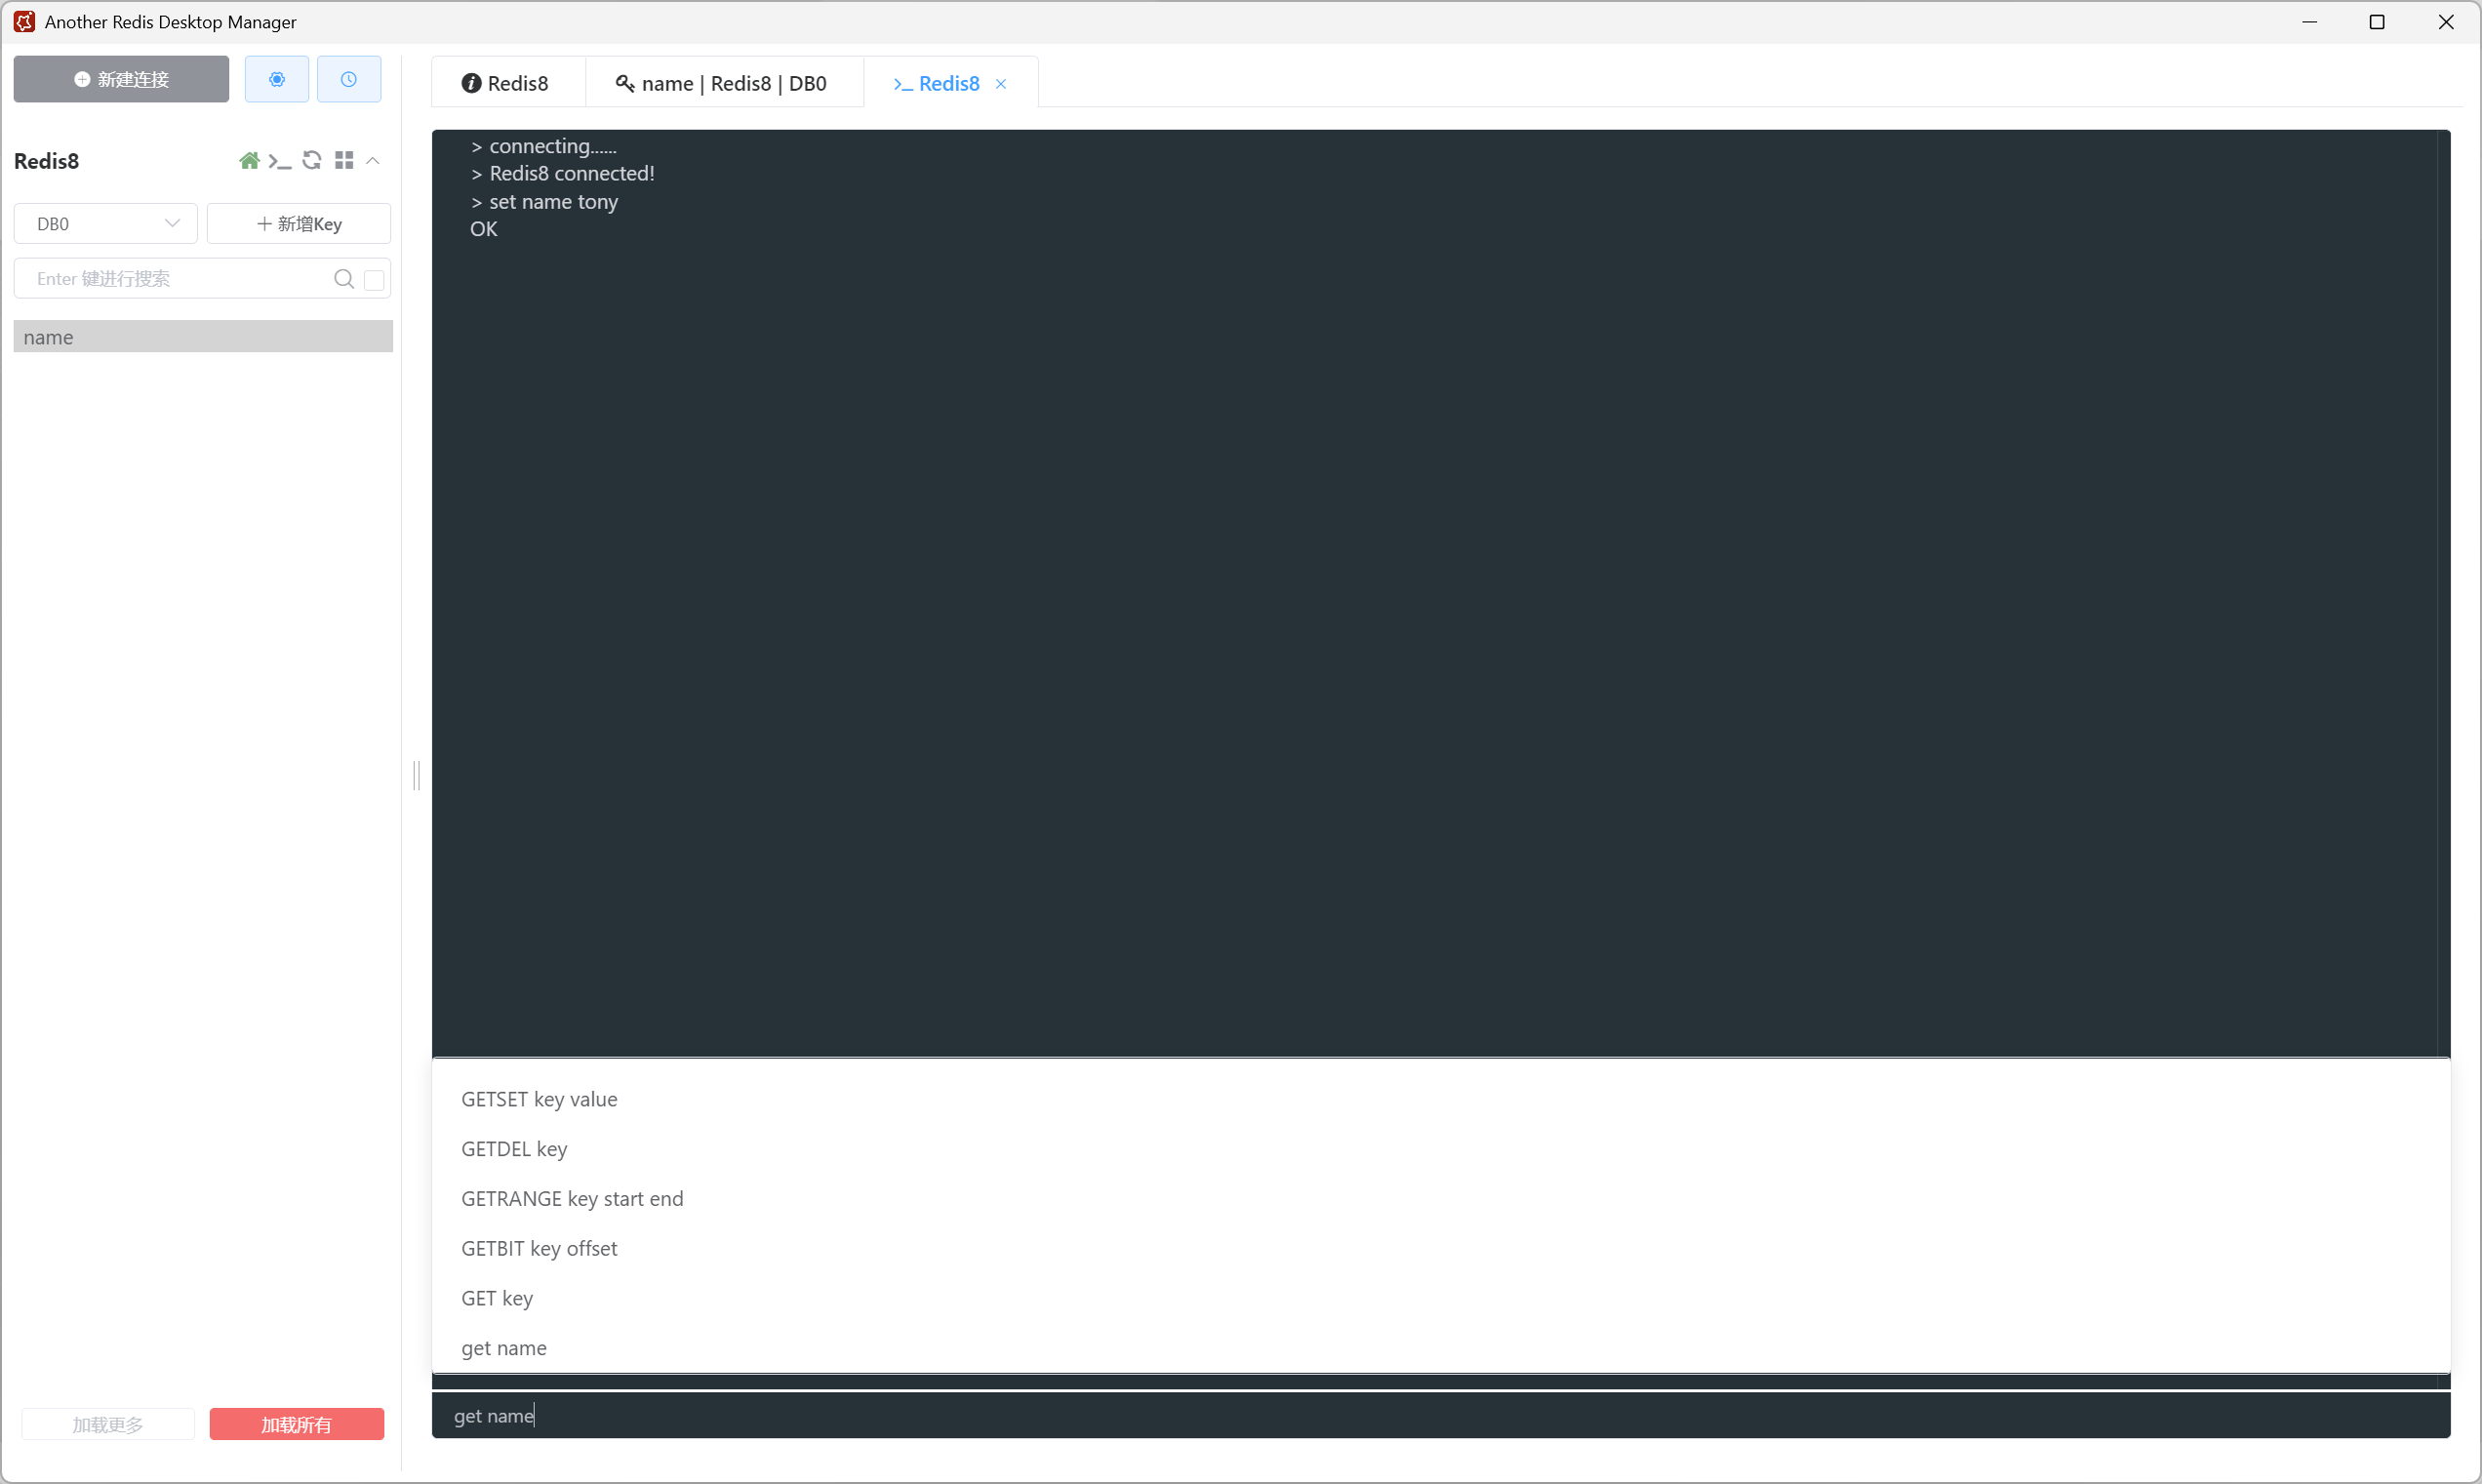 Another Redis Desktop Manager
新建连接
Redis8
DB0
新增Key
Enter 键进行搜索
name
加载更多
加载所有
Redis8
name | Redis8 | DB0
>_ Redis8
> connecting......
> Redis8 connected!
> set name tony
OK
GETSET key value
GETDEL key
GETRANGE key start end
GETBIT key offset
GET key
get name
get name